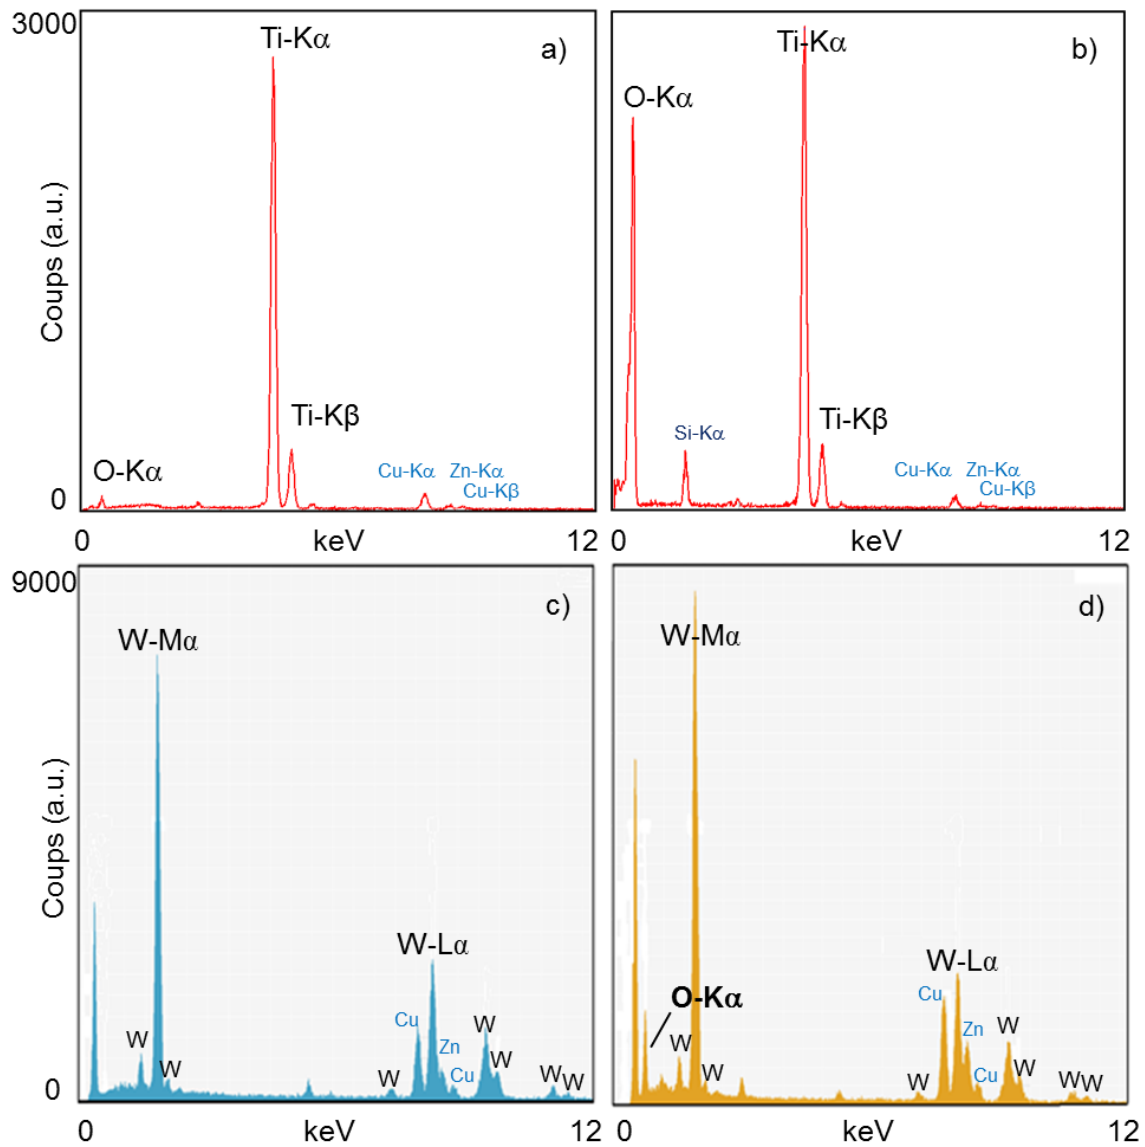 3000
Ti-Kα
a)
O-Kα
Ti-Kβ
Cu-Kα
Zn-Kα
Cu-Kβ
0
Coups (a.u.)
0
keV
12
Ti-Kα
b)
O-Kα
Si-Kα
Ti-Kβ
Cu-Kα
Zn-Kα
Cu-Kβ
0
keV
12
9000
c)
W-Mα
W-Lα
Cu
W
W
W
Zn
W
W
Cu
W
W
0
Coups (a.u.)
0
keV
12
d)
W-Mα
W-Lα
O-Kα
Cu
W
W
Zn
W
W
Cu
W
W
W
0
keV
12